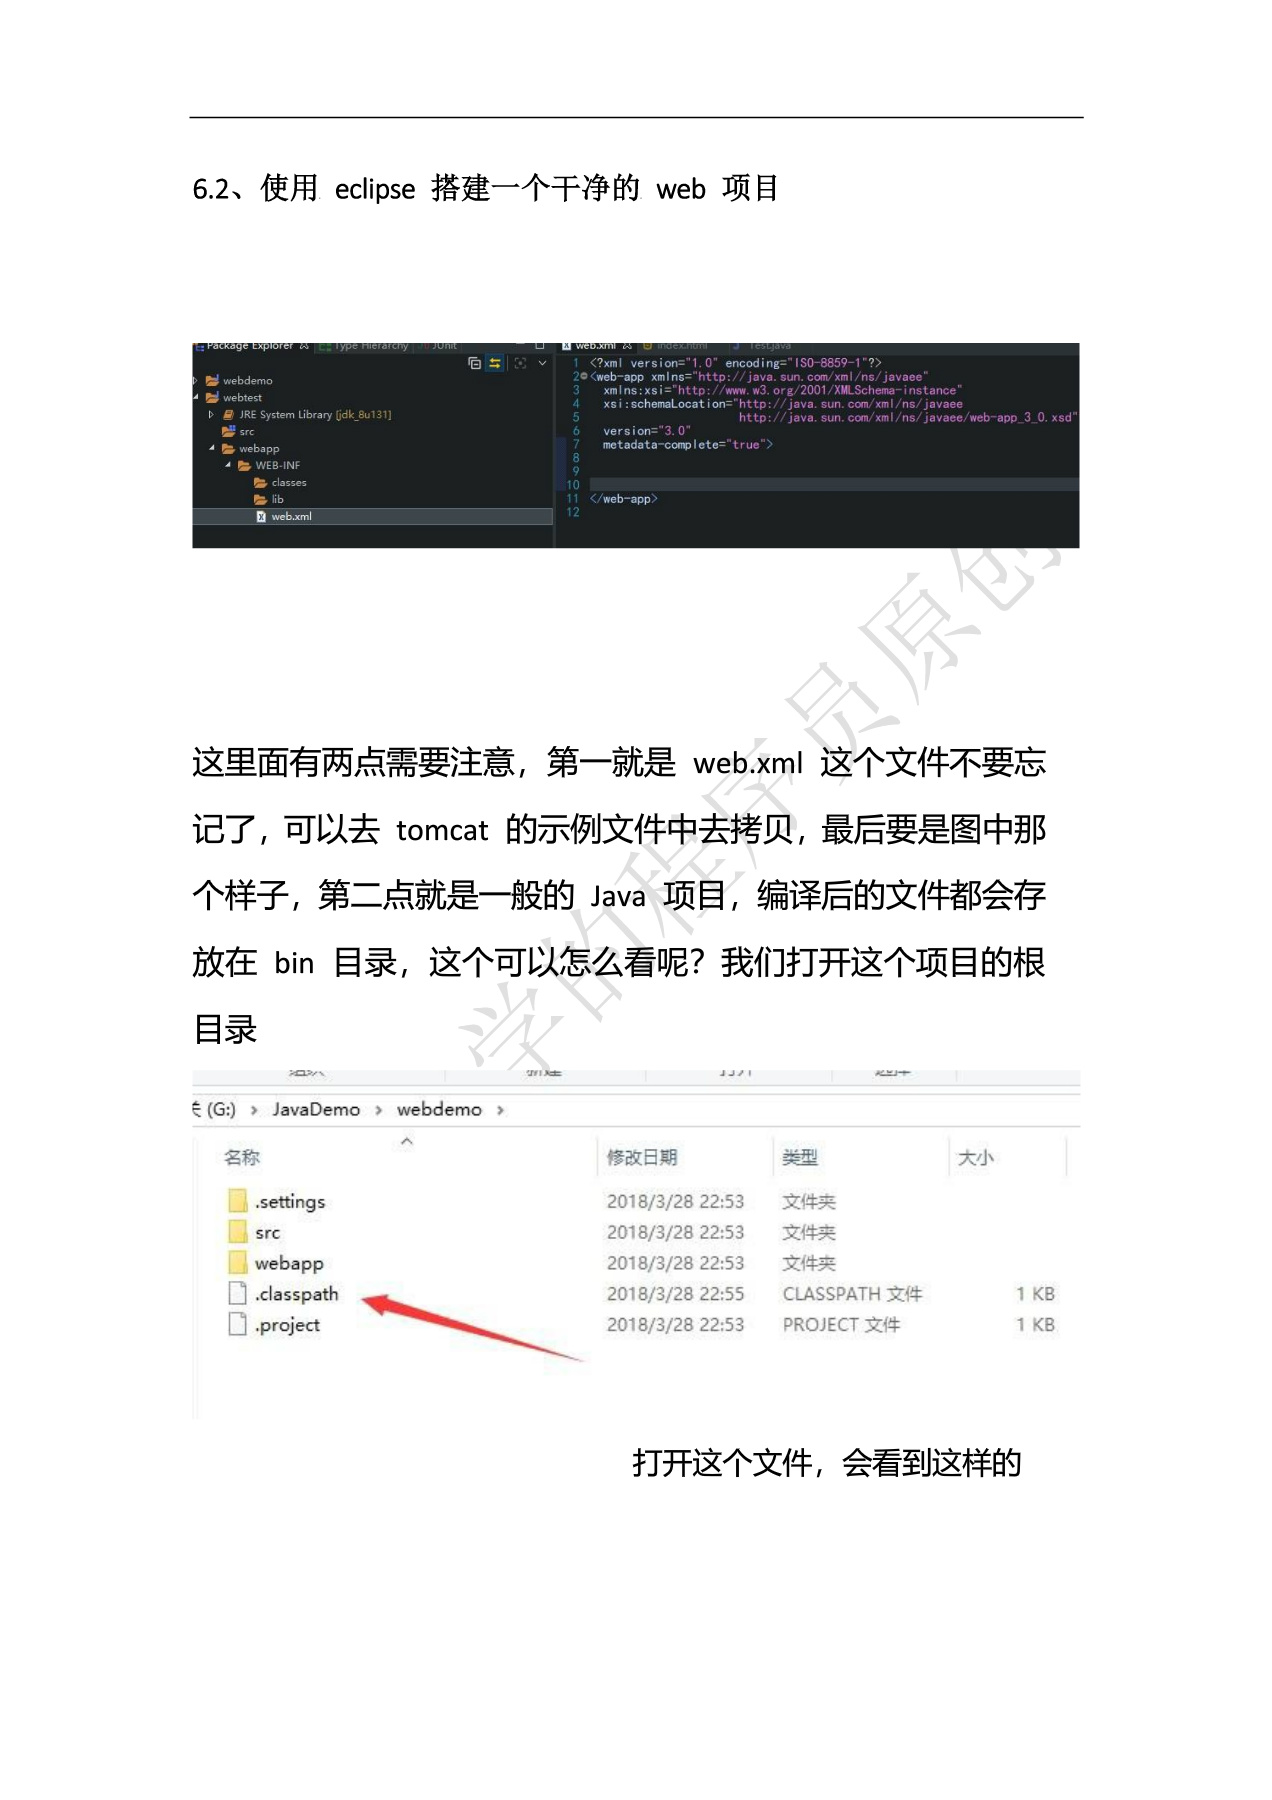 6.2、使用 eclipse 搭建一个干净的 web 项目
Package Explorer Type Hierarchy JUnit
webdemo
webtest
JRE System Library [jdk_8u131]
src
webapp
WEB-INF
classes
lib
web.xml
web.xml index.html Test.java
1 <?xml version="1.0" encoding="ISO-8859-1"?>
2 <web-app xmlns="http://java.sun.com/xml/ns/javaee"
3 xmlns:xsi="http://www.w3.org/2001/XMLSchema-instance"
4 xsi:schemaLocation="http://java.sun.com/xml/ns/javaee
5 http://java.sun.com/xml/ns/javaee/web-app_3_0.xsd"
6 version="3.0"
7 metadata-complete="true">
8
9
10
11 </web-app>
12
这里面有两点需要注意，第一就是 web.xml 这个文件不要忘
记了，可以去 tomcat 的示例文件中去拷贝，最后要是图中那
个样子，第二点就是一般的 Java 项目，编译后的文件都会存
放在 bin 目录，这个可以怎么看呢？我们打开这个项目的根
目录
(G:) › JavaDemo › webdemo ›
名称 修改日期 类型 大小
.settings 2018/3/28 22:53 文件夹
src 2018/3/28 22:53 文件夹
webapp 2018/3/28 22:53 文件夹
.classpath 2018/3/28 22:55 CLASSPATH 文件 1 KB
.project 2018/3/28 22:53 PROJECT 文件 1 KB
打开这个文件，会看到这样的
学的程序员原创